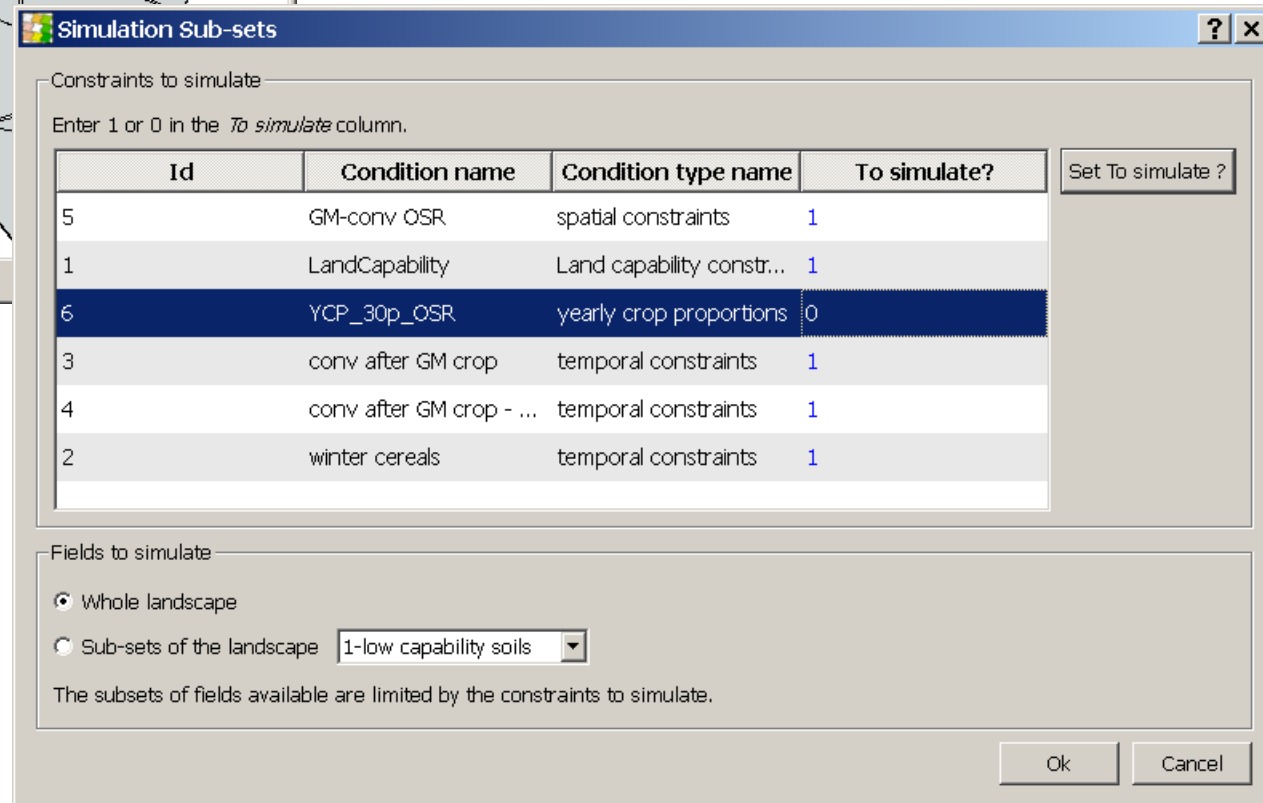 Simulation Sub-sets
Constraints to simulate
Enter 1 or 0 in the To simulate column.
Id Condition name Condition type name To simulate? Set To simulate ?
5 GM-conv OSR spatial constraints 1
1 LandCapability Land capability constr... 1
6 YCP_30p_OSR yearly crop proportions 0
3 conv after GM crop temporal constraints 1
4 conv after GM crop - ... temporal constraints 1
2 winter cereals temporal constraints 1
Fields to simulate
Whole landscape
Sub-sets of the landscape 1-low capability soils
The subsets of fields available are limited by the constraints to simulate.
Ok Cancel